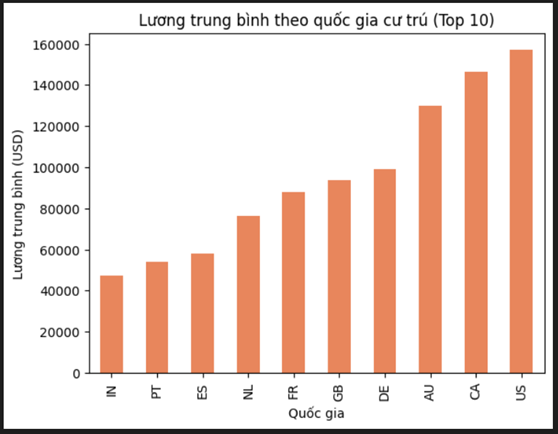 Lương trung bình theo quốc gia cư trú (Top 10)
Lương trung bình (USD)
160000
140000
120000
100000
80000
60000
40000
20000
0
IN PT ES NL FR GB DE AU CA US
Quốc gia